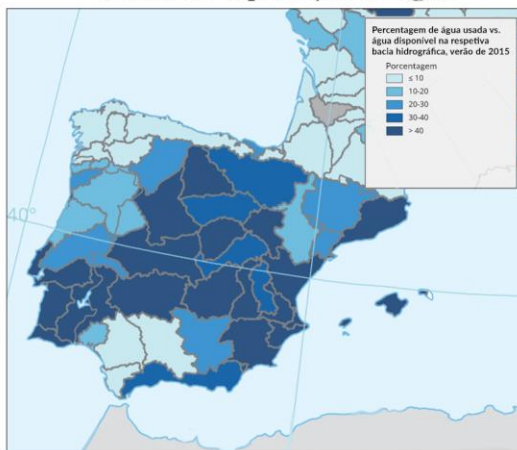 Percentagem de água usada vs.
água disponível na respetiva
bacia hidrográfica, verão de 2015
Porcentagem
≤ 10
10-20
20-30
30-40
> 40
40°